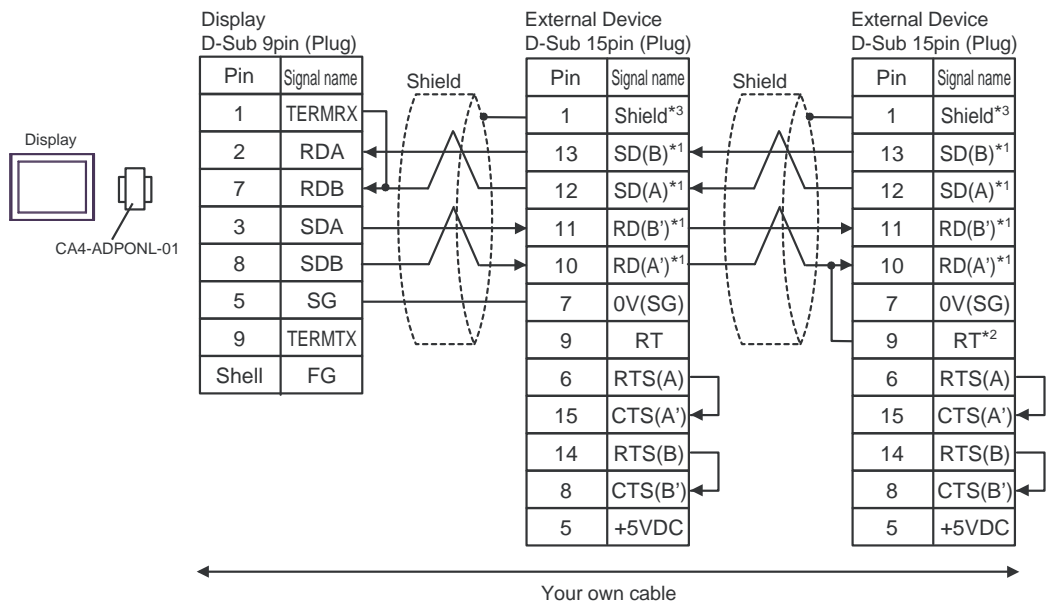 Display
D-Sub 9pin (Plug)
External Device
D-Sub 15pin (Plug)
External Device
D-Sub 15pin (Plug)
Display
CA4-ADPONL-01
Pin Signal name
1 TERMRX
2 RDA
7 RDB
3 SDA
8 SDB
5 SG
9 TERMTX
Shell FG
Shield
Pin Signal name
1 Shield*3
13 SD(B)*1
12 SD(A)*1
11 RD(B’)*1
10 RD(A’)*1
7 0V(SG)
9 RT
6 RTS(A)
15 CTS(A’)
14 RTS(B)
8 CTS(B’)
5 +5VDC
Shield
Pin Signal name
1 Shield*3
13 SD(B)*1
12 SD(A)*1
11 RD(B’)*1
10 RD(A’)*1
7 0V(SG)
9 RT*2
6 RTS(A)
15 CTS(A’)
14 RTS(B)
8 CTS(B’)
5 +5VDC
Your own cable